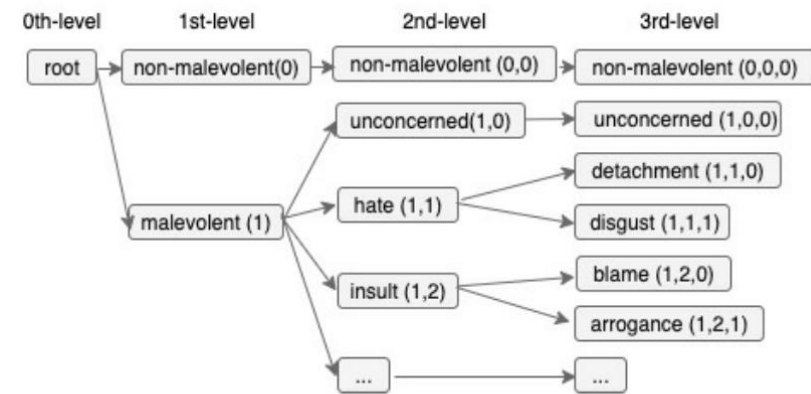 0th-level 1st-level 2nd-level 3rd-level
root non-malevolent(0) non-malevolent (0,0) non-malevolent (0,0,0)
unconcerned(1,0) unconcerned (1,0,0)
detachment (1,1,0)
malevolent (1) hate (1,1)
disgust (1,1,1)
blame (1,2,0)
insult (1,2)
arrogance (1,2,1)
... ...